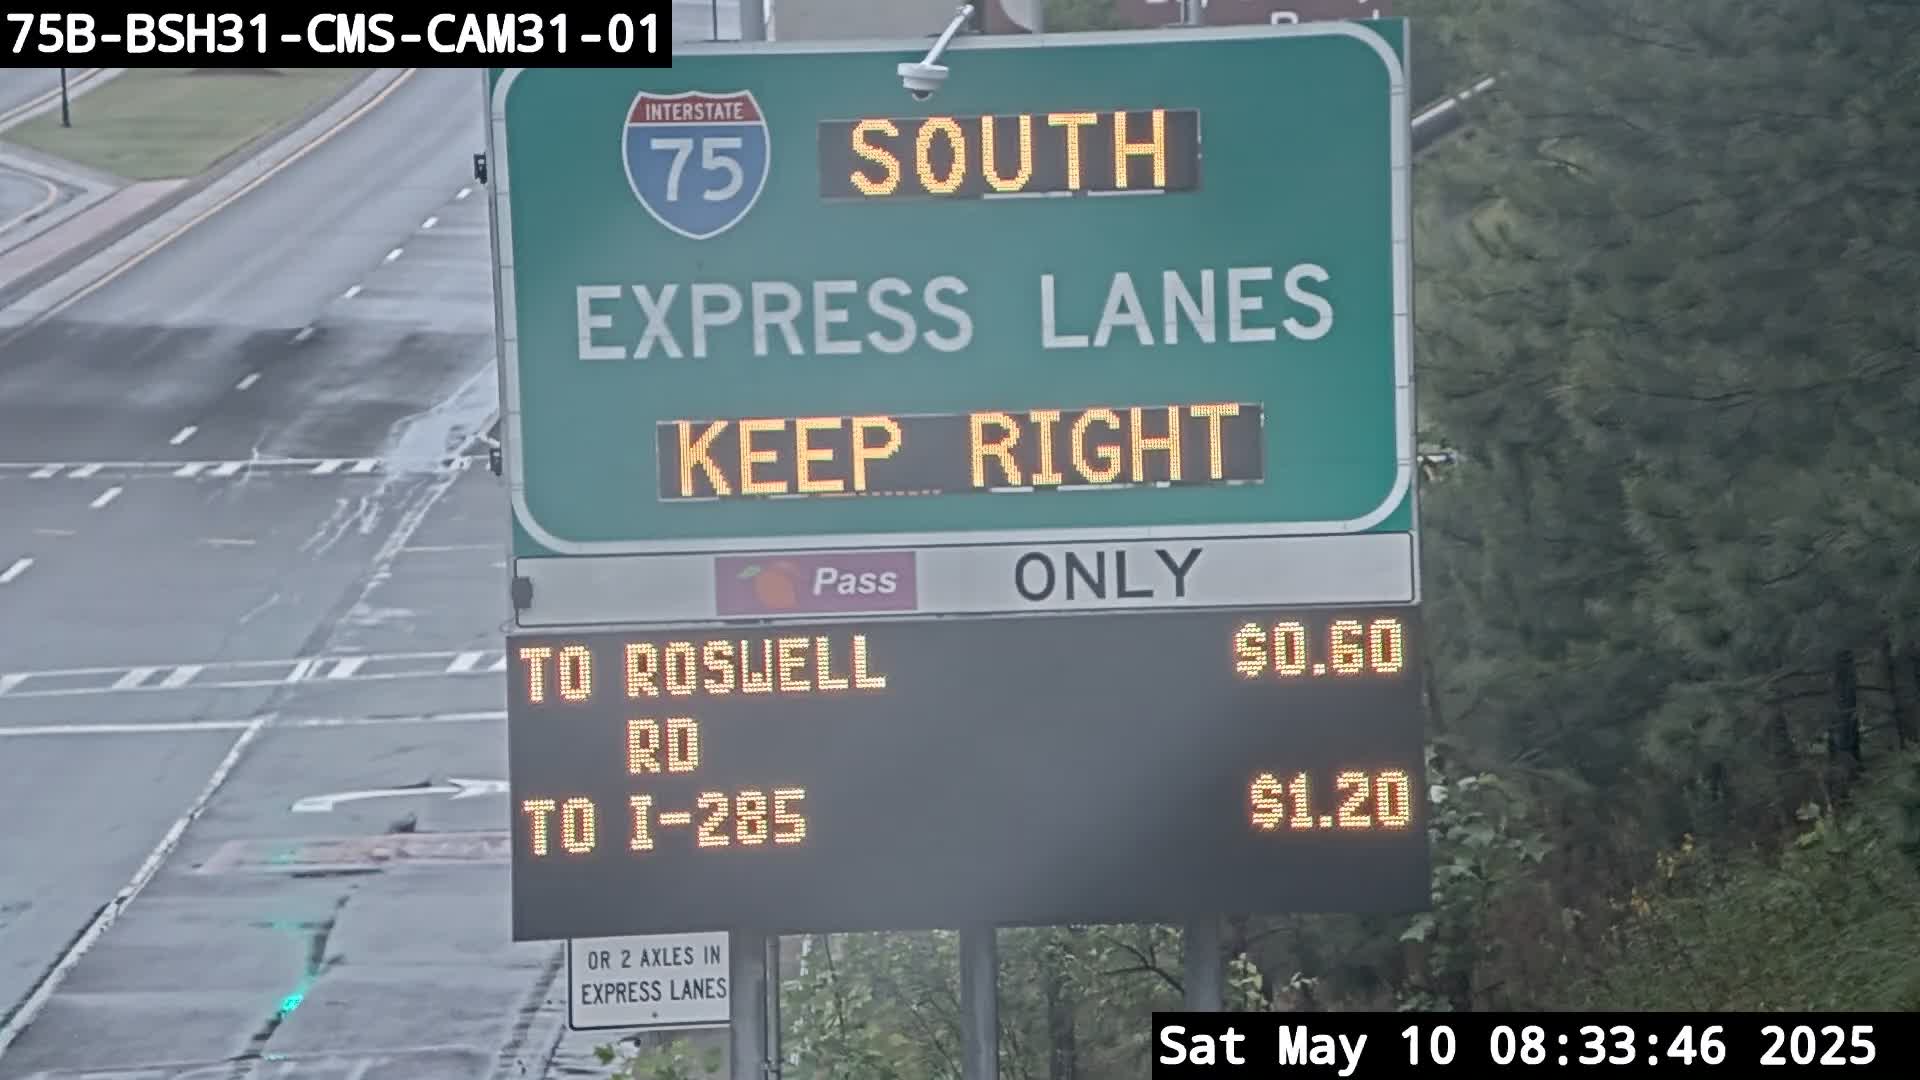 75B-BSH31-CMS-CAM31-01
INTERSTATE
75
SOUTH
EXPRESS LANES
KEEP RIGHT
Pass ONLY
TO ROSWELL $0.60
RD
TO I-285 $1.20
OR 2 AXLES IN
EXPRESS LANES
Sat May 10 08:33:46 2025